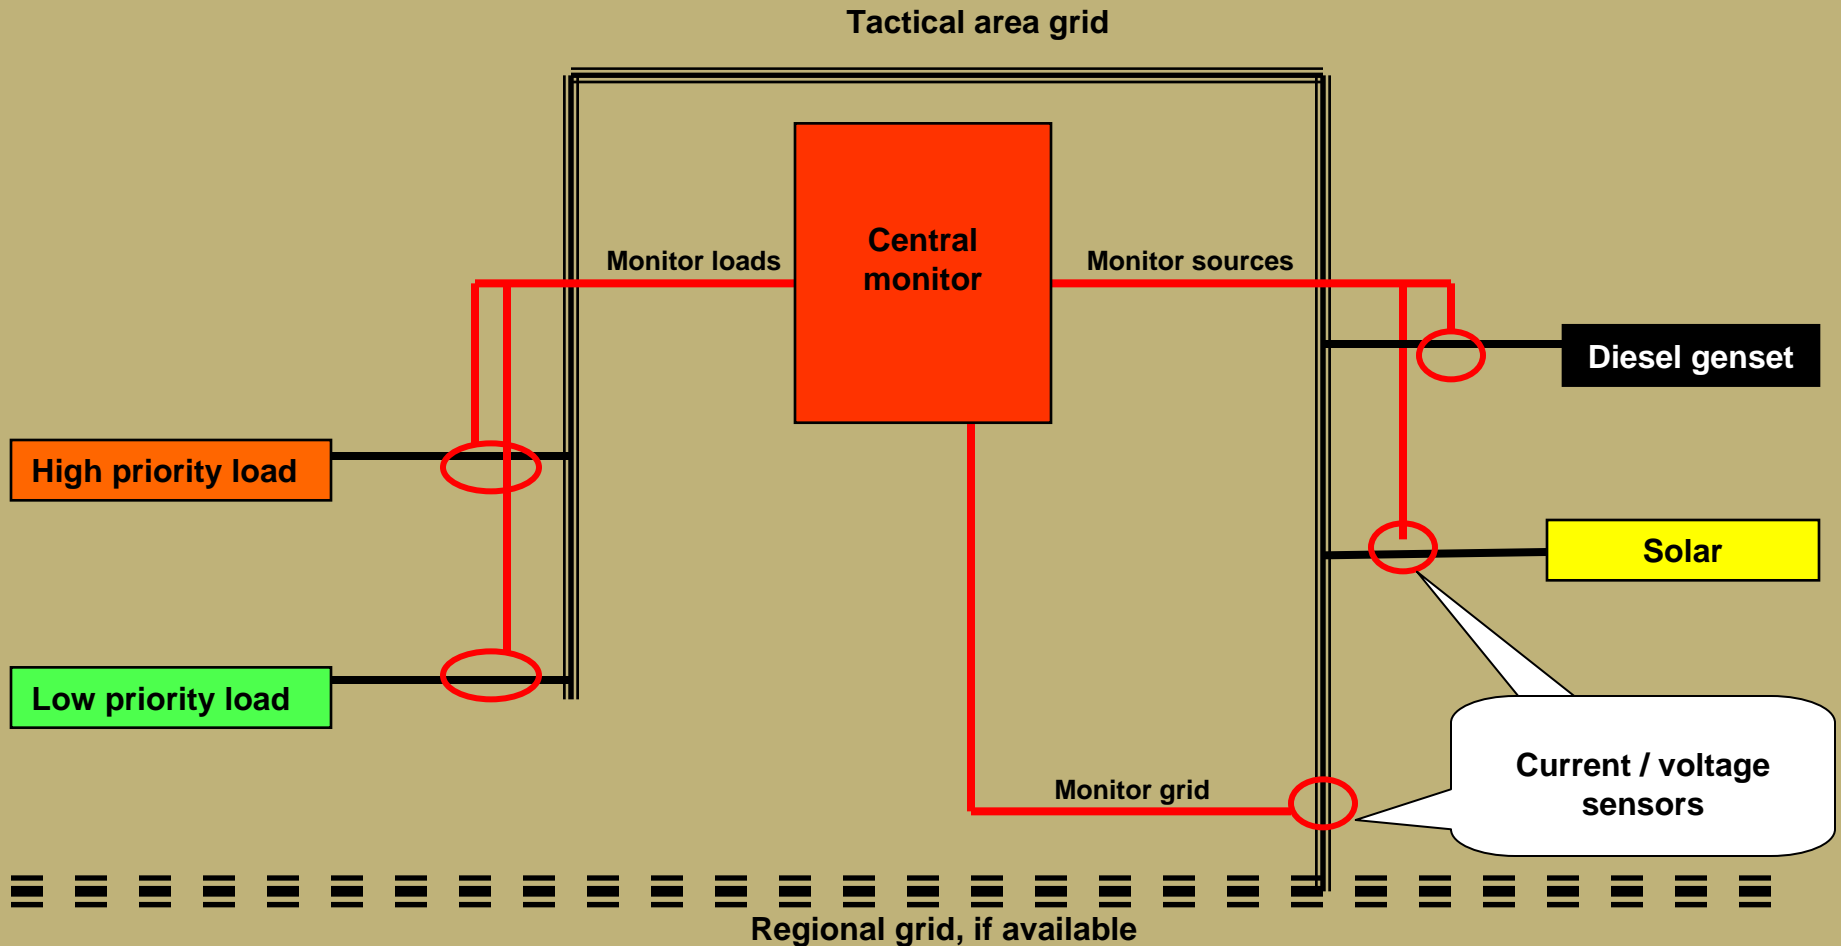 Tactical area grid
Central
monitor
Monitor loads
Monitor sources
Diesel genset
High priority load
Solar
Low priority load
Current / voltage
sensors
Monitor grid
Regional grid, if available